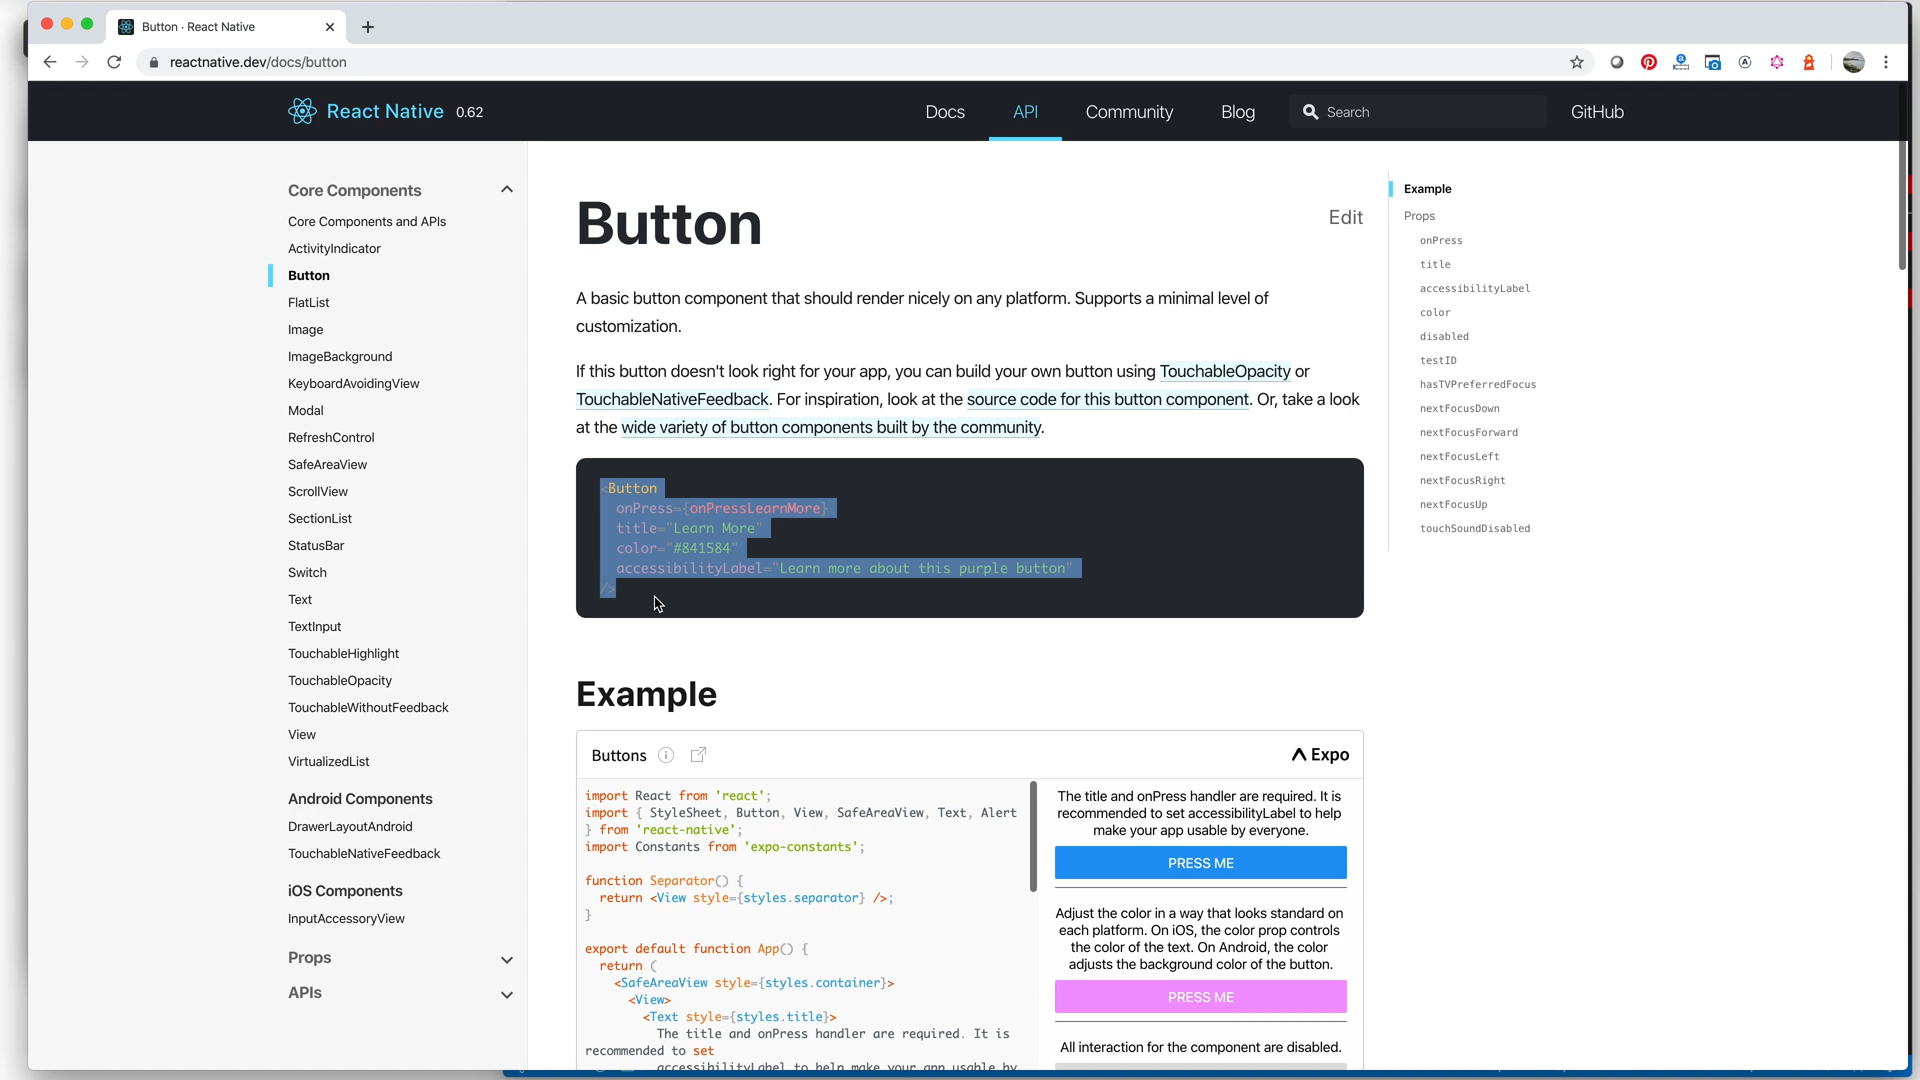 Button · React Native
reactnative.dev/docs/button
React Native 0.62
Docs
API
Community
Blog
Search
GitHub
Core Components
Core Components and APIs
ActivityIndicator
Button
FlatList
Image
ImageBackground
KeyboardAvoidingView
Modal
RefreshControl
SafeAreaView
ScrollView
SectionList
StatusBar
Switch
Text
TextInput
TouchableHighlight
TouchableOpacity
TouchableWithoutFeedback
View
VirtualizedList
Android Components
DrawerLayoutAndroid
TouchableNativeFeedback
iOS Components
InputAccessoryView
Props
APIs
Button
Edit
A basic button component that should render nicely on any platform. Supports a minimal level of
customization.
If this button doesn't look right for your app, you can build your own button using TouchableOpacity or
TouchableNativeFeedback. For inspiration, look at the source code for this button component. Or, take a look
at the wide variety of button components built by the community.
<Button
onPress={onPressLearnMore}
title="Learn More"
color="#841584"
accessibilityLabel="Learn more about this purple button"
/>
Example
Buttons
Expo
import React from 'react';
import { StyleSheet, Button, View, SafeAreaView, Text, Alert
} from 'react-native';
import Constants from 'expo-constants';
function Separator() {
return <View style={styles.separator} />;
}
export default function App() {
return (
<SafeAreaView style={styles.container}>
<View>
<Text style={styles.title}>
The title and onPress handler are required. It is
recommended to set
accessibilityLabel to help make your app usable by
The title and onPress handler are required. It is
recommended to set accessibilityLabel to help
make your app usable by everyone.
PRESS ME
Adjust the color in a way that looks standard on
each platform. On iOS, the color prop controls
the color of the text. On Android, the color
adjusts the background color of the button.
PRESS ME
All interaction for the component are disabled.
Example
Props
onPress
title
accessibilityLabel
color
disabled
testID
hasTVPreferredFocus
nextFocusDown
nextFocusForward
nextFocusLeft
nextFocusRight
nextFocusUp
touchSoundDisabled